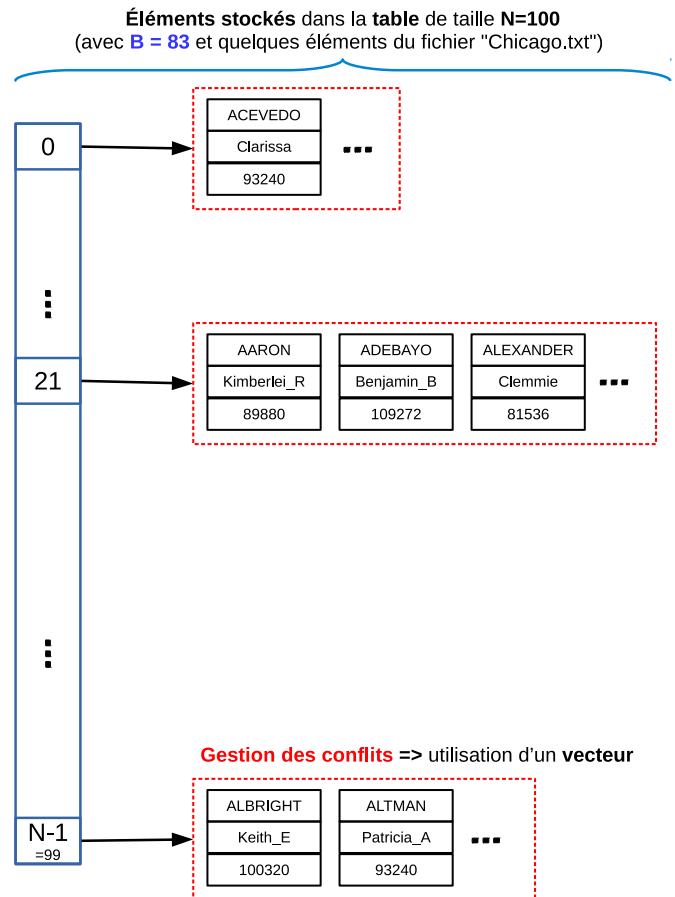 Éléments stockés dans la table de taille N=100
(avec B = 83 et quelques éléments du fichier "Chicago.txt")
0
ACEVEDO
Clarissa
93240
...
...
21
AARON
Kimberlei_R
89880
ADEBAYO
Benjamin_B
109272
ALEXANDER
Clemmie
81536
...
...
Gestion des conflits => utilisation d'un vecteur
N-1
=99
ALBRIGHT
Keith_E
100320
ALTMAN
Patricia_A
93240
...